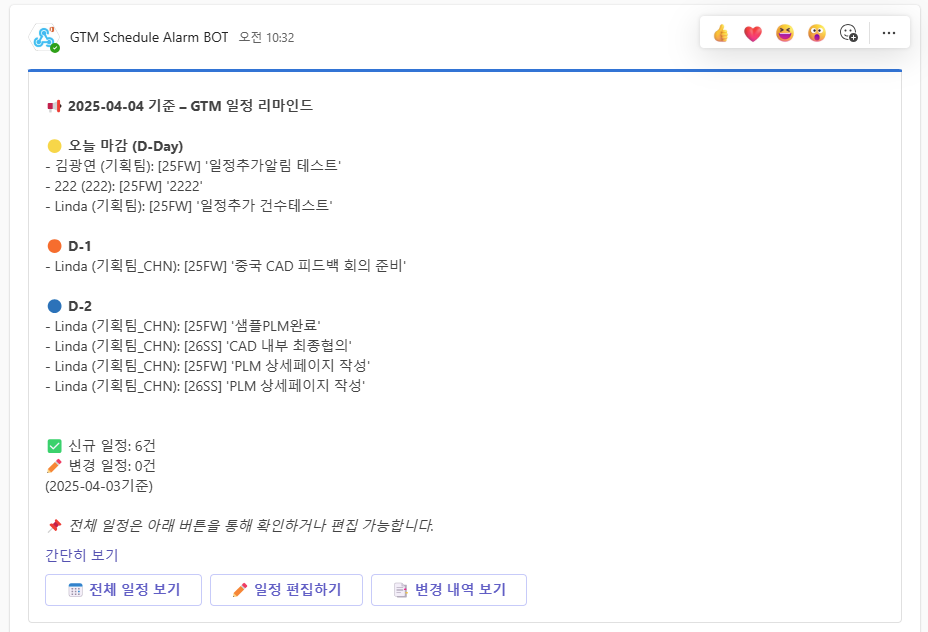 GTM Schedule Alarm BOT 오전 10:32
2025-04-04 기준 – GTM 일정 리마인드
오늘 마감 (D-Day)
- 김광연 (기획팀): [25FW] '일정추가알림 테스트'
- 222 (222): [25FW] '2222'
- Linda (기획팀): [25FW] '일정추가 건수테스트'
D-1
- Linda (기획팀_CHN): [25FW] '중국 CAD 피드백 회의 준비'
D-2
- Linda (기획팀_CHN): [25FW] '샘플PLM완료'
- Linda (기획팀_CHN): [26SS] 'CAD 내부 최종협의'
- Linda (기획팀_CHN): [25FW] 'PLM 상세페이지 작성'
- Linda (기획팀_CHN): [26SS] 'PLM 상세페이지 작성'
신규 일정: 6건
변경 일정: 0건
(2025-04-03기준)
전체 일정은 아래 버튼을 통해 확인하거나 편집 가능합니다.
간단히 보기
전체 일정 보기
일정 편집하기
변경 내역 보기